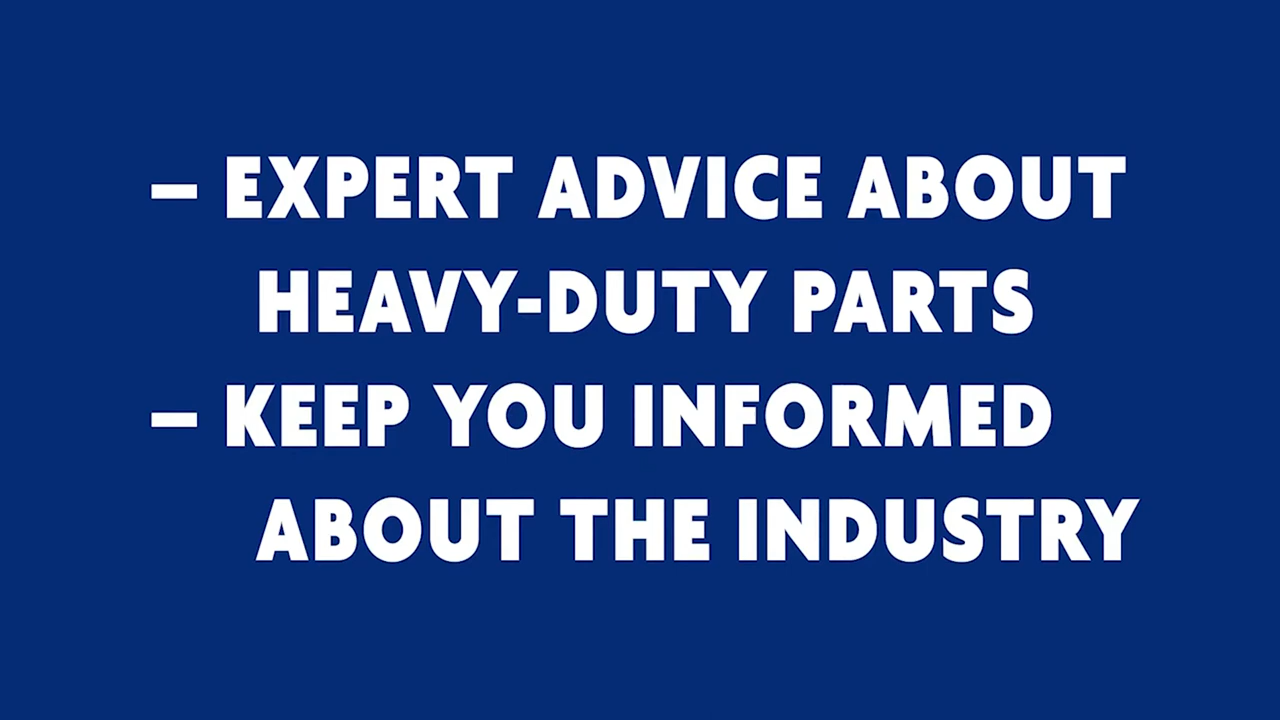 – EXPERT ADVICE ABOUT
HEAVY-DUTY PARTS
– KEEP YOU INFORMED
ABOUT THE INDUSTRY